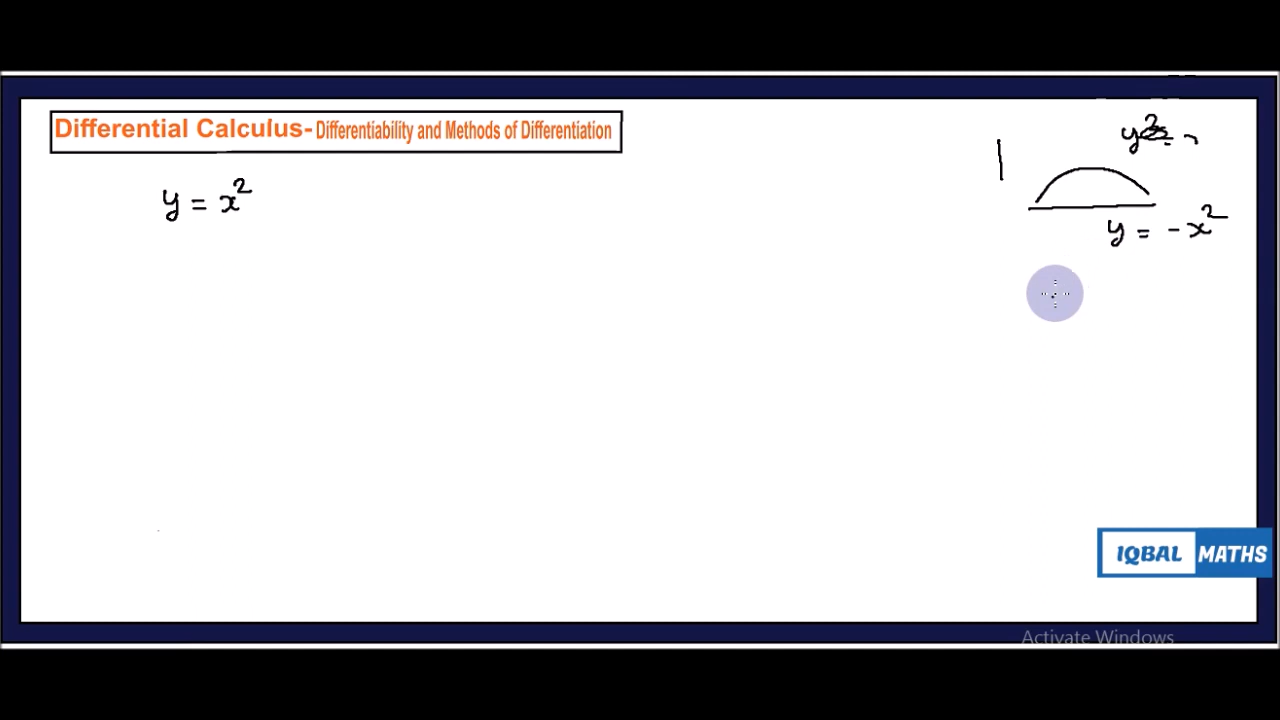 Differential Calculus- Differentiability and Methods of Differentiation
y = x²
y = -x²
IQBAL MATHS
Activate Windows